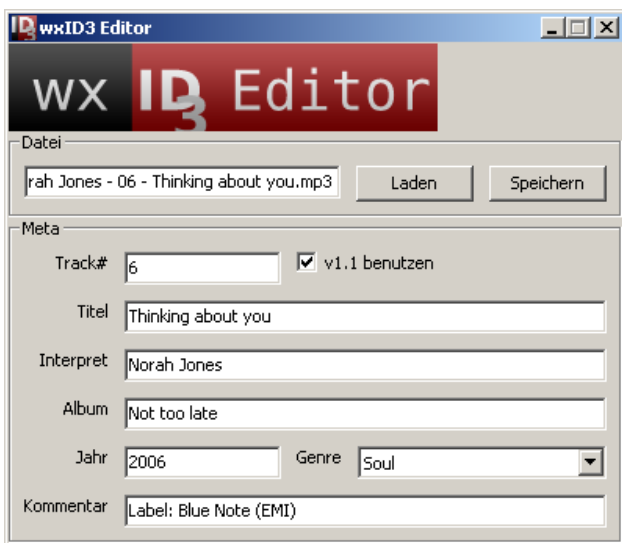 wxID3 Editor
wx ID3 Editor
Datei
rah Jones - 06 - Thinking about you.mp3 Laden Speichern
Meta
Track# 6 v1.1 benutzen
Titel Thinking about you
Interpret Norah Jones
Album Not too late
Jahr 2006 Genre Soul
Kommentar Label: Blue Note (EMI)